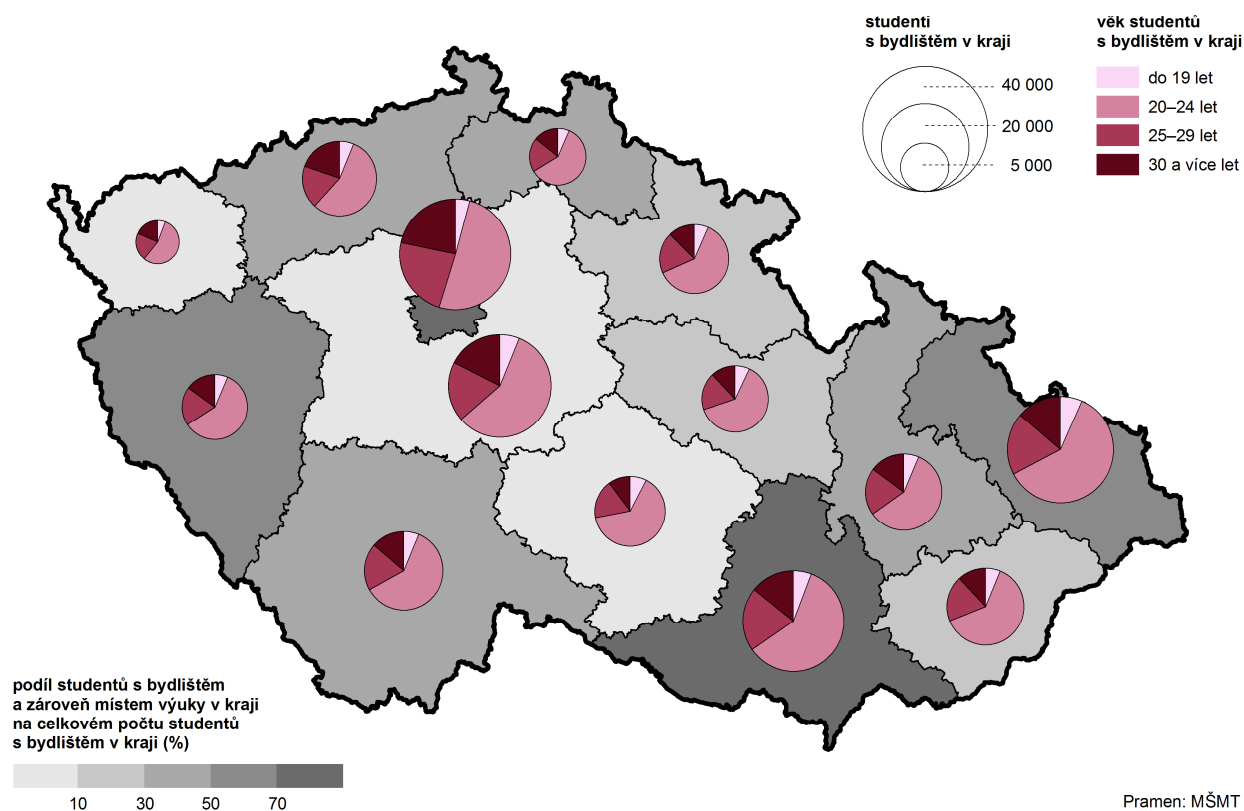 studenti
s bydlištěm v kraji
40 000
20 000
5 000
věk studentů
s bydlištěm v kraji
do 19 let
20–24 let
25–29 let
30 a více let
podíl studentů s bydlištěm
a zároveň místem výuky v kraji
na celkovém počtu studentů
s bydlištěm v kraji (%)
10 30 50 70
Pramen: MŠMT